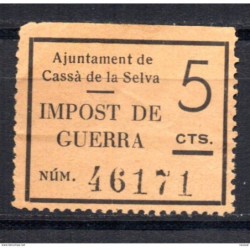 Ajuntament de
Cassà de la Selva
5
CTS.
IMPOST DE
GUERRA
NÚM. 46171